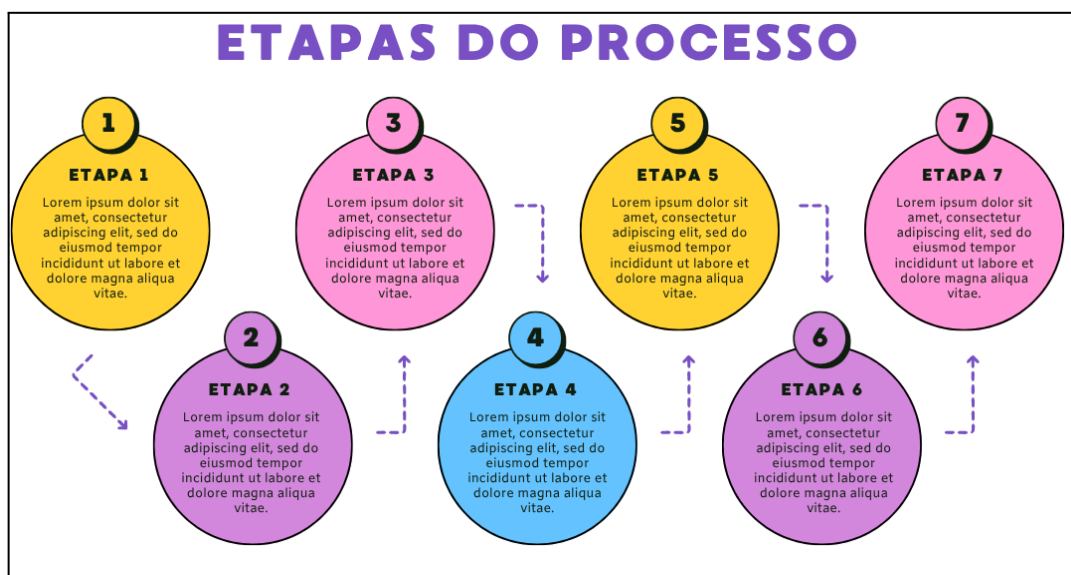 ETAPAS DO PROCESSO
1
ETAPA 1
Lorem ipsum dolor sit
amet, consectetur
adipiscing elit, sed do
eiusmod tempor
incididunt ut labore et
dolore magna aliqua
vitae.
2
ETAPA 2
Lorem ipsum dolor sit
amet, consectetur
adipiscing elit, sed do
eiusmod tempor
incididunt ut labore et
dolore magna aliqua
vitae.
3
ETAPA 3
Lorem ipsum dolor sit
amet, consectetur
adipiscing elit, sed do
eiusmod tempor
incididunt ut labore et
dolore magna aliqua
vitae.
4
ETAPA 4
Lorem ipsum dolor sit
amet, consectetur
adipiscing elit, sed do
eiusmod tempor
incididunt ut labore et
dolore magna aliqua
vitae.
5
ETAPA 5
Lorem ipsum dolor sit
amet, consectetur
adipiscing elit, sed do
eiusmod tempor
incididunt ut labore et
dolore magna aliqua
vitae.
6
ETAPA 6
Lorem ipsum dolor sit
amet, consectetur
adipiscing elit, sed do
eiusmod tempor
incididunt ut labore et
dolore magna aliqua
vitae.
7
ETAPA 7
Lorem ipsum dolor sit
amet, consectetur
adipiscing elit, sed do
eiusmod tempor
incididunt ut labore et
dolore magna aliqua
vitae.